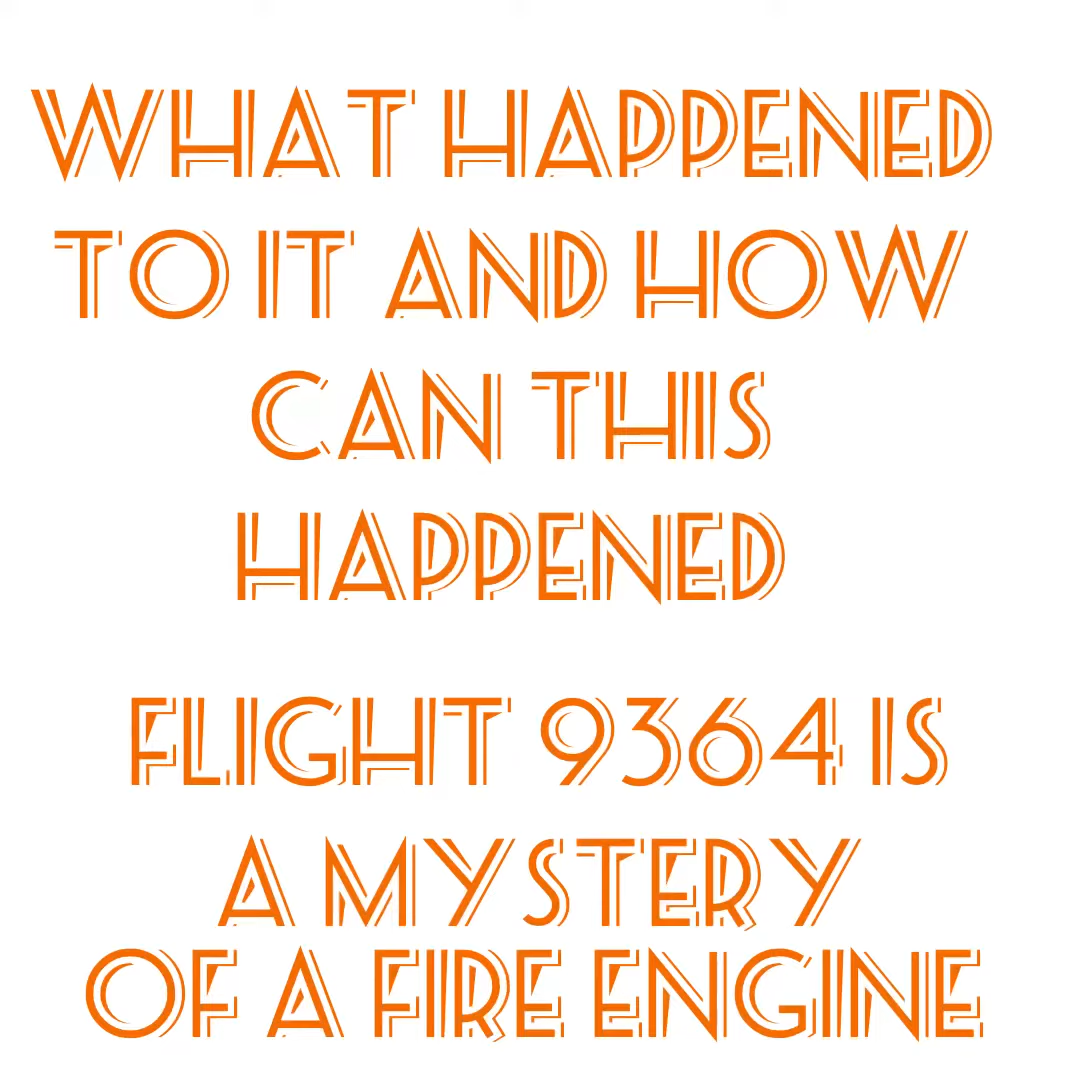 WHAT HAPPENED
TO IT AND HOW
CAN THIS
HAPPENED
FLIGHT 9364 IS
A MYSTERY
OF A FIRE ENGINE